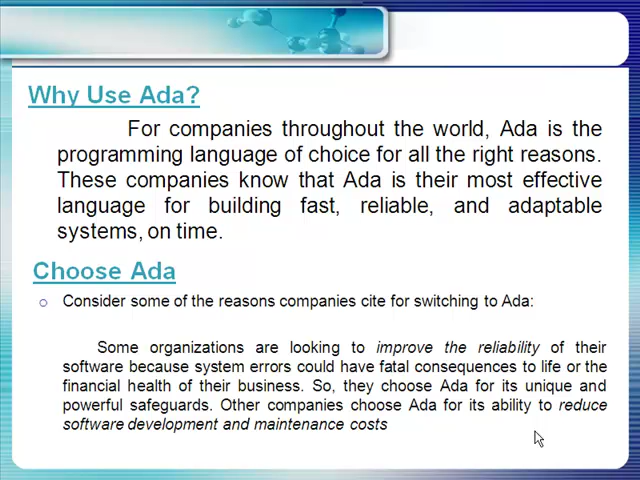 Why Use Ada?
For companies throughout the world, Ada is the
programming language of choice for all the right reasons.
These companies know that Ada is their most effective
language for building fast, reliable, and adaptable
systems, on time.
Choose Ada
Consider some of the reasons companies cite for switching to Ada:
Some organizations are looking to improve the reliability of their
software because system errors could have fatal consequences to life or the
financial health of their business. So, they choose Ada for its unique and
powerful safeguards. Other companies choose Ada for its ability to reduce
software development and maintenance costs